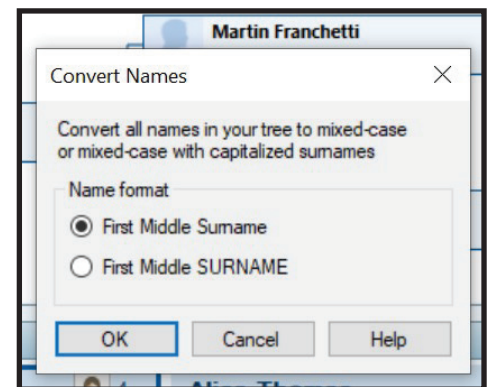 Martin Franchetti
Convert Names
Convert all names in your tree to mixed-case
or mixed-case with capitalized surnames
Name format
First Middle Surname
First Middle SURNAME
OK
Cancel
Help